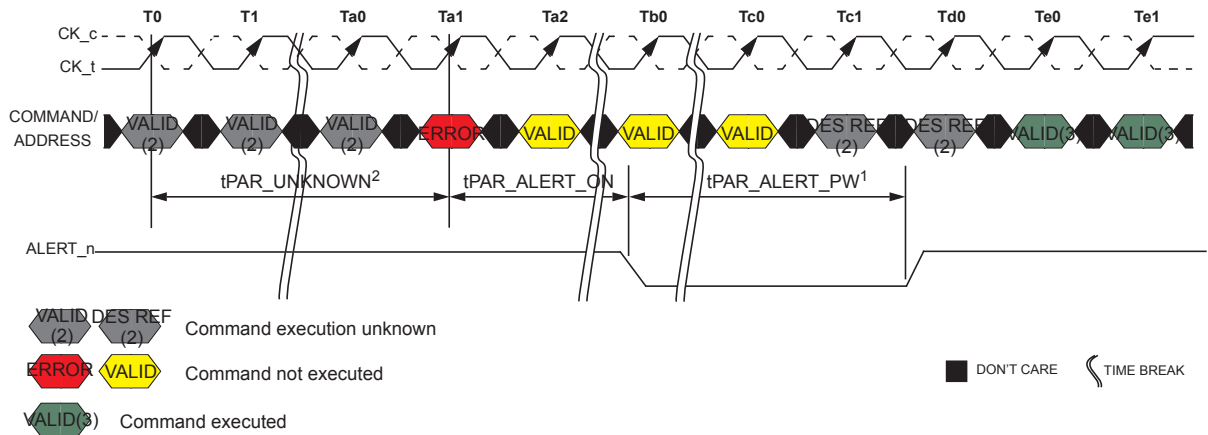 T0 T1 Ta0 Ta1 Ta2 Tb0 Tc0 Tc1 Td0 Te0 Te1
CK_c
CK_t
COMMAND/
ADDRESS
VALID (2) VALID (2) VALID (2) ERROR VALID VALID VALID DES REF (2) DES REF (2) VALID(3) VALID(3)
tPAR_UNKNOWN² tPAR_ALERT_ON tPAR_ALERT_PW¹
ALERT_n
VALID (2) DES REF (2) Command execution unknown
ERROR VALID Command not executed
DON'T CARE TIME BREAK
VALID(3) Command executed